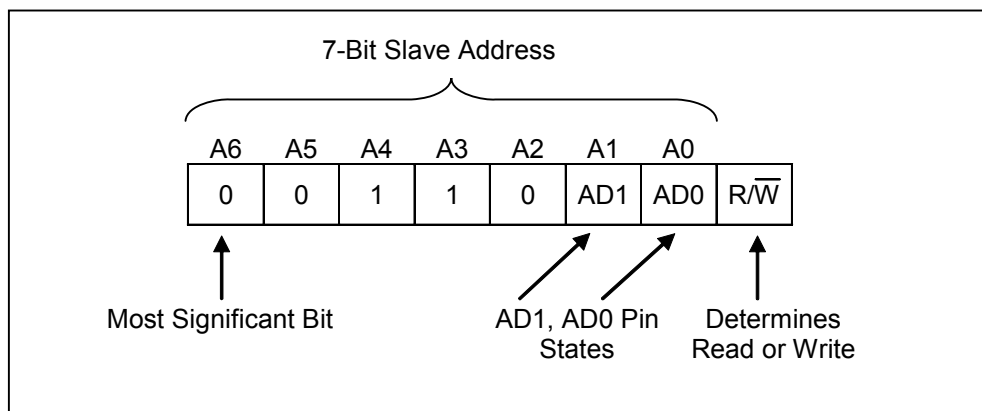 7-Bit Slave Address
A6 A5 A4 A3 A2 A1 A0
0 0 1 1 0 AD1 AD0 R/W̅
Most Significant Bit
AD1, AD0 Pin
States
Determines
Read or Write